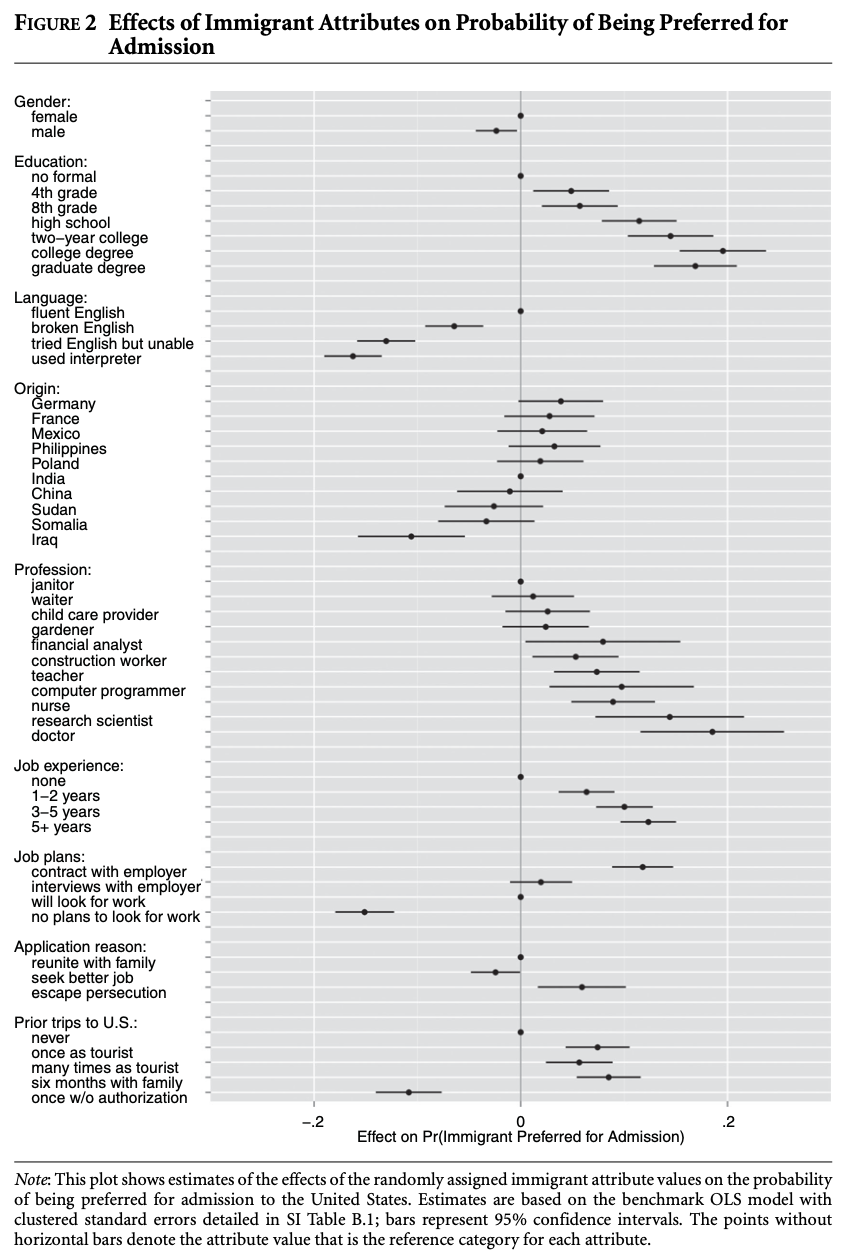 FIGURE 2 Effects of Immigrant Attributes on Probability of Being Preferred for
Admission
Gender:
female
male
Education:
no formal
4th grade
8th grade
high school
two−year college
college degree
graduate degree
Language:
fluent English
broken English
tried English but unable
used interpreter
Origin:
Germany
France
Mexico
Philippines
Poland
India
China
Sudan
Somalia
Iraq
Profession:
janitor
waiter
child care provider
gardener
financial analyst
construction worker
teacher
computer programmer
nurse
research scientist
doctor
Job experience:
none
1−2 years
3−5 years
5+ years
Job plans:
contract with employer
interviews with employer
will look for work
no plans to look for work
Application reason:
reunite with family
seek better job
escape persecution
Prior trips to U.S.:
never
once as tourist
many times as tourist
six months with family
once w/o authorization
−.2 0 .2
Effect on Pr(Immigrant Preferred for Admission)
Note: This plot shows estimates of the effects of the randomly assigned immigrant attribute values on the probability
of being preferred for admission to the United States. Estimates are based on the benchmark OLS model with
clustered standard errors detailed in SI Table B.1; bars represent 95% confidence intervals. The points without
horizontal bars denote the attribute value that is the reference category for each attribute.